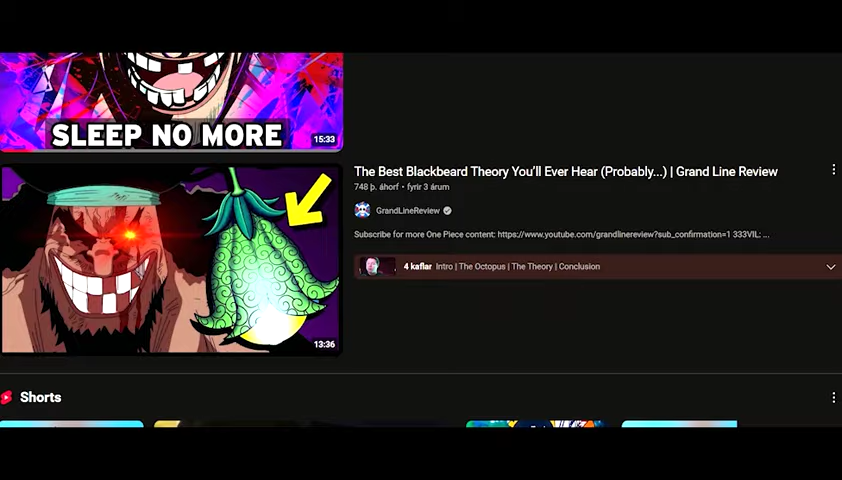 SLEEP NO MORE
15:33
The Best Blackbeard Theory You'll Ever Hear (Probably...) | Grand Line Review
748 þ. áhorf • fyrir 3 árum
GrandLineReview
Subscribe for more One Piece content: https://www.youtube.com/grandlinereview?sub_confirmation=1 333VIL: ...
4 kaflar Intro | The Octopus | The Theory | Conclusion
13:36
Shorts